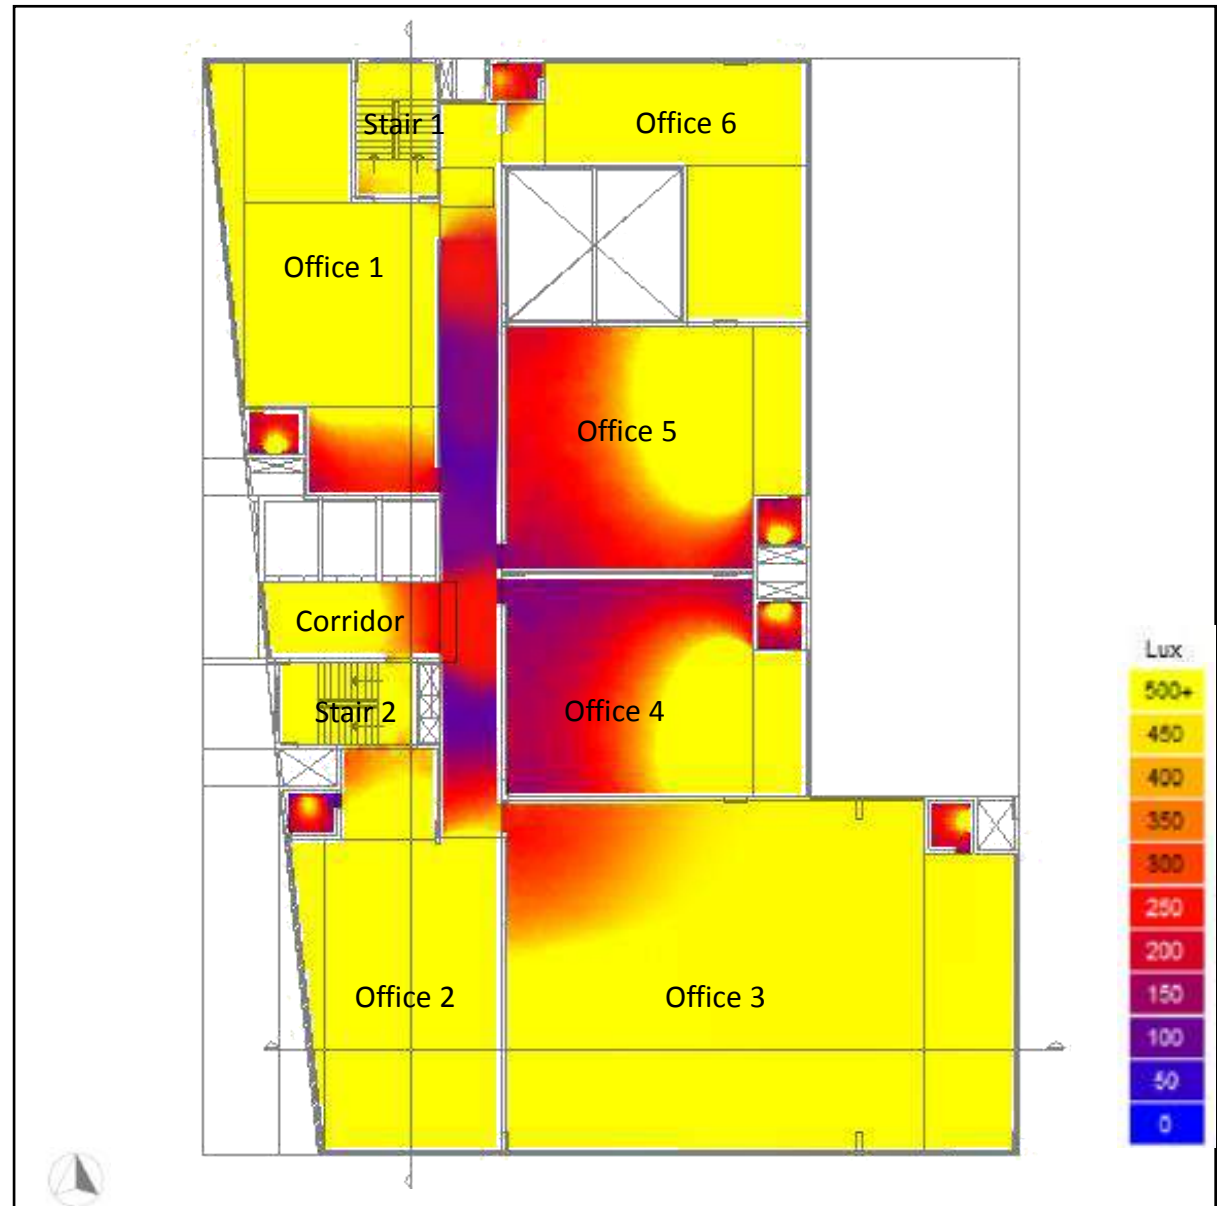 Stair 1
Office 6
Office 1
Office 5
Corridor
Stair 2
Office 4
Office 2
Office 3
Lux
500+
450
400
350
300
250
200
150
100
50
0